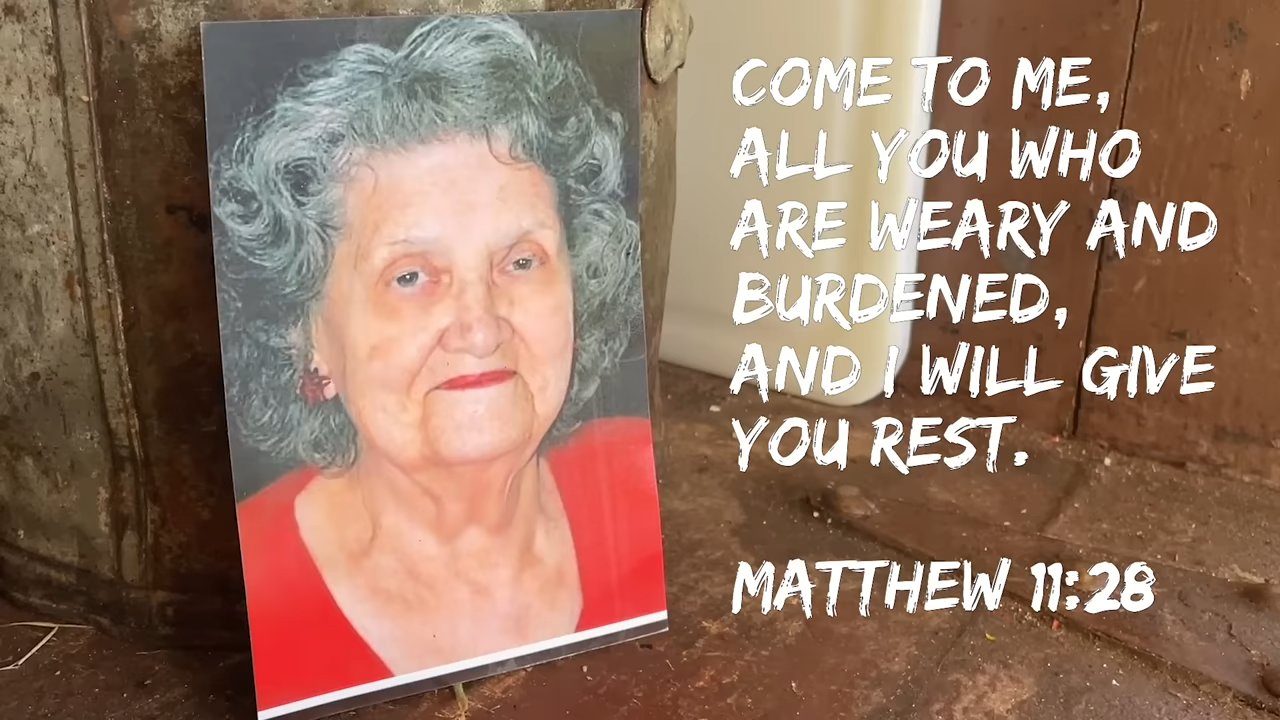 COME TO ME,
ALL YOU WHO
ARE WEARY AND
BURDENED,
AND I WILL GIVE
YOU REST.
MATTHEW 11:28